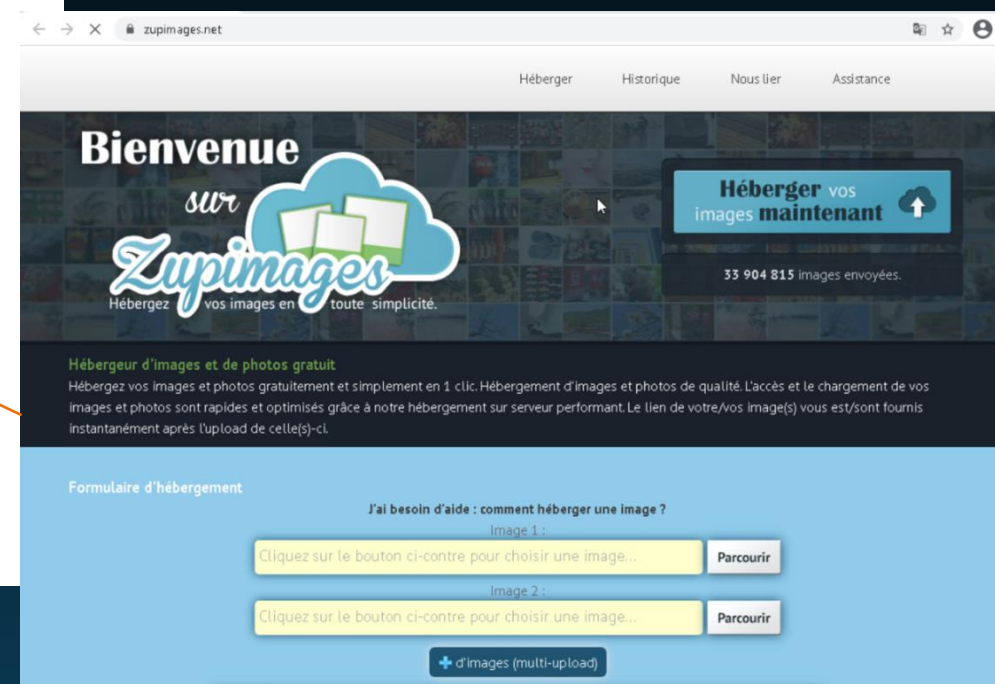 zupimages.net
Héberger Historique Nous lier Assistance
Bienvenue
sur
Zupimages
Hébergez vos images en toute simplicité.
Héberger vos
images maintenant
33 904 815 images envoyées.
Hébergeur d'images et de photos gratuit
Hébergez vos images et photos gratuitement et simplement en 1 clic. Hébergement d'images et photos de qualité. L'accès et le chargement de vos
images et photos sont rapides et optimisés grâce à notre hébergement sur serveur performant. Le lien de votre/vos image(s) vous est/sont fournis
instantanément après l'upload de celle(s)-ci.
Formulaire d'hébergement
J'ai besoin d'aide : comment héberger une image ?
Image 1 :
Cliquez sur le bouton ci-contre pour choisir une image... Parcourir
Image 2 :
Cliquez sur le bouton ci-contre pour choisir une image... Parcourir
+ d'images (multi-upload)